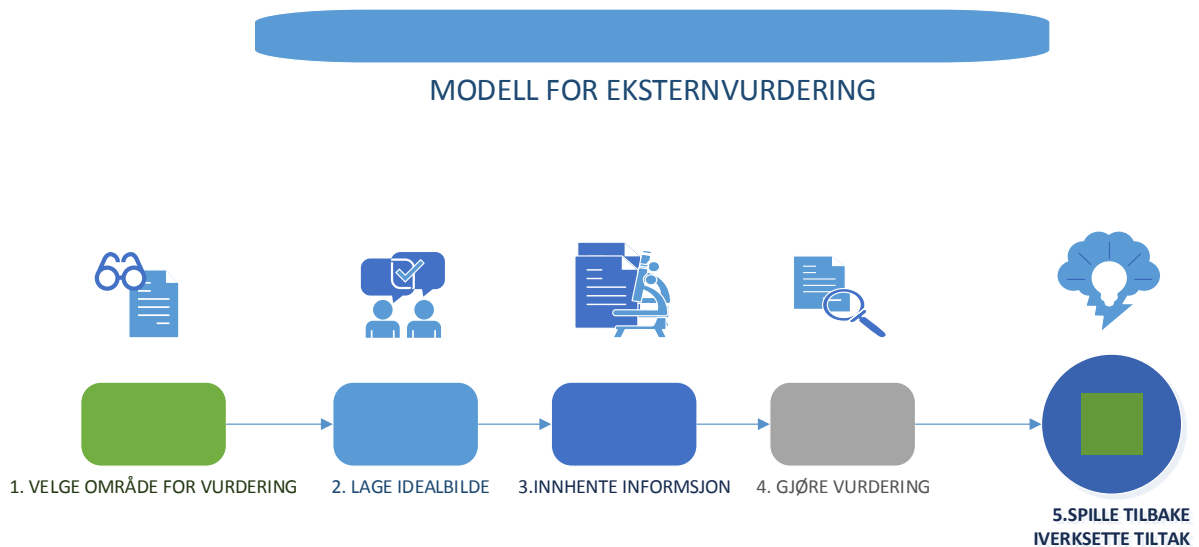 MODELL FOR EKSTERNVURDERING
1. VELGE OMRÅDE FOR VURDERING
2. LAGE IDEALBILDE
3.INNHENTE INFORMSJON
4. GJØRE VURDERING
5.SPILLE TILBAKE
IVERKSETTE TILTAK